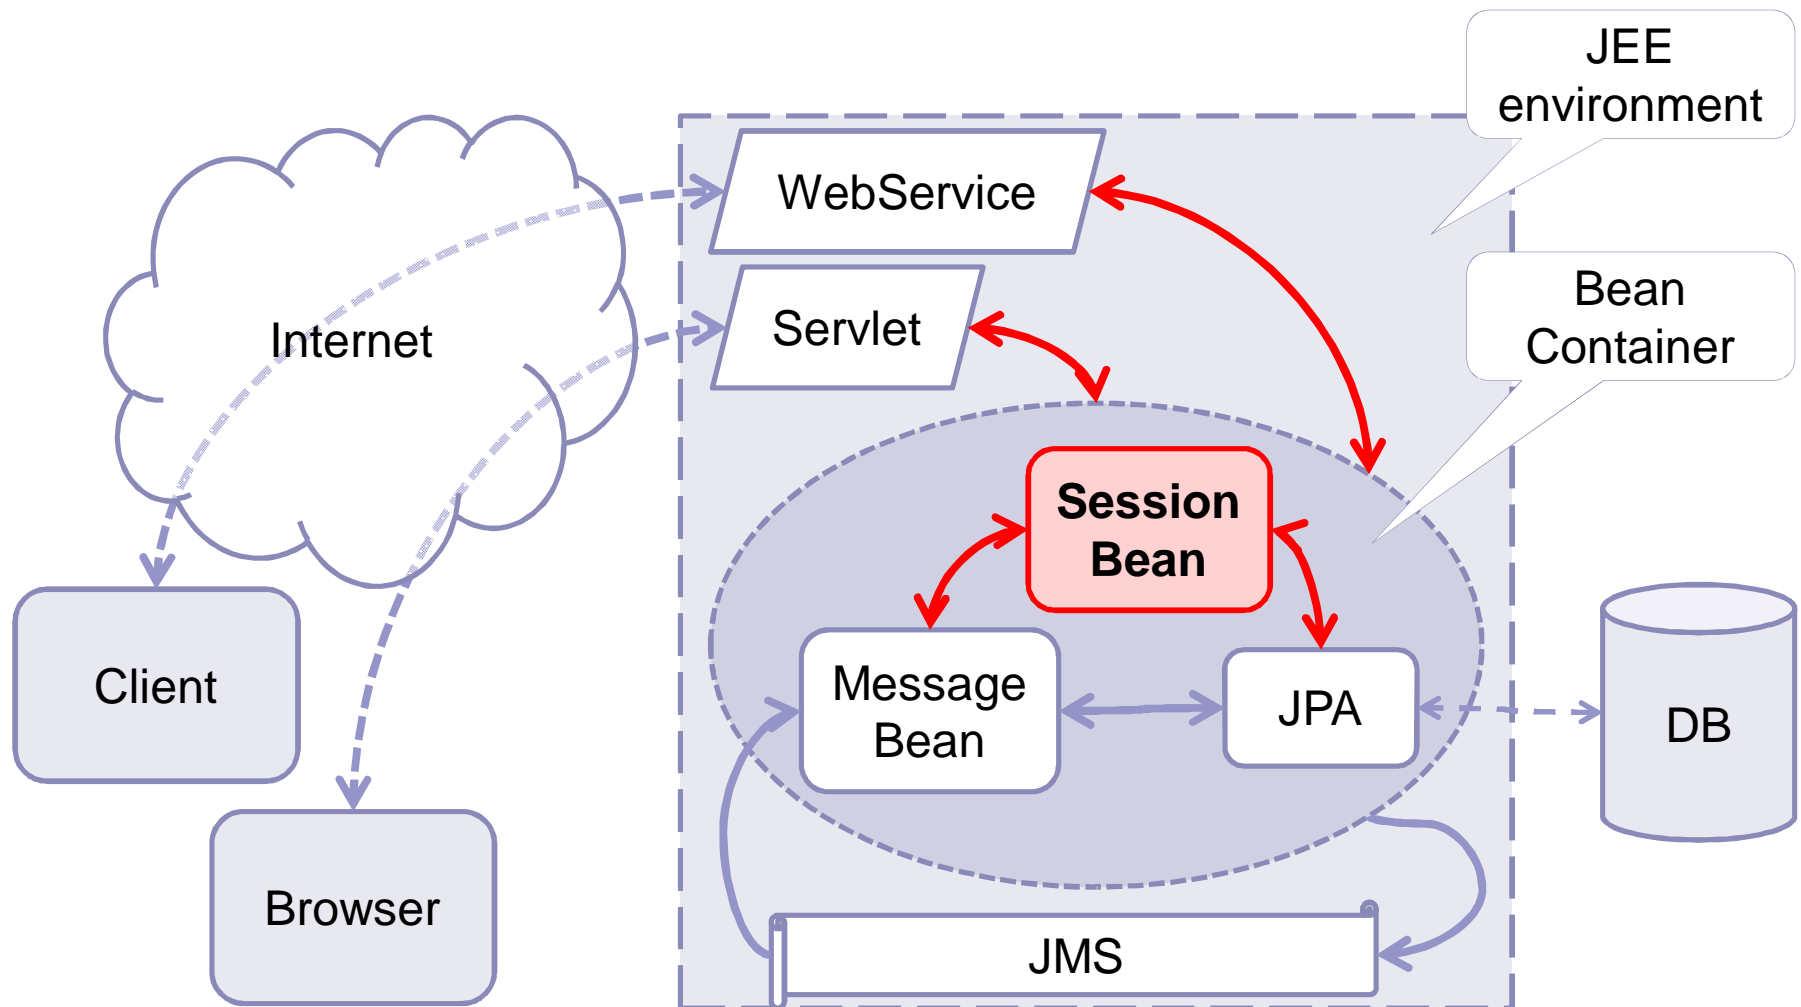 JEE
environment
WebService
Servlet
Internet
Bean
Container
Session
Bean
Client
Message
Bean
JPA
DB
Browser
JMS